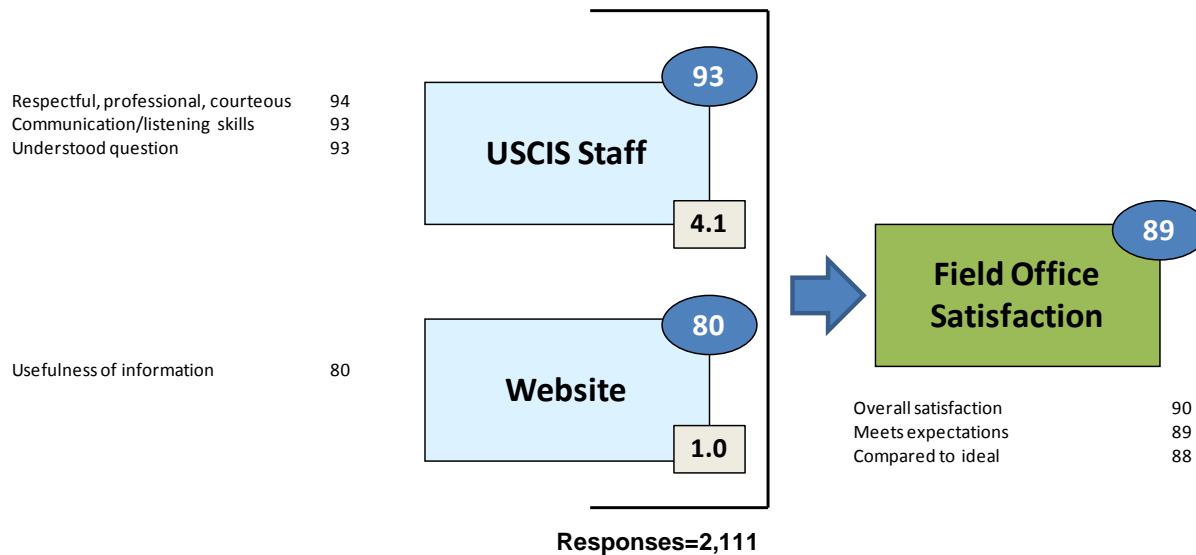 Respectful, professional, courteous 94
Communication/listening skills 93
Understood question 93
93
USCIS Staff
4.1
Usefulness of information 80
80
Website
1.0
89
Field Office
Satisfaction
Overall satisfaction 90
Meets expectations 89
Compared to ideal 88
Responses=2,111